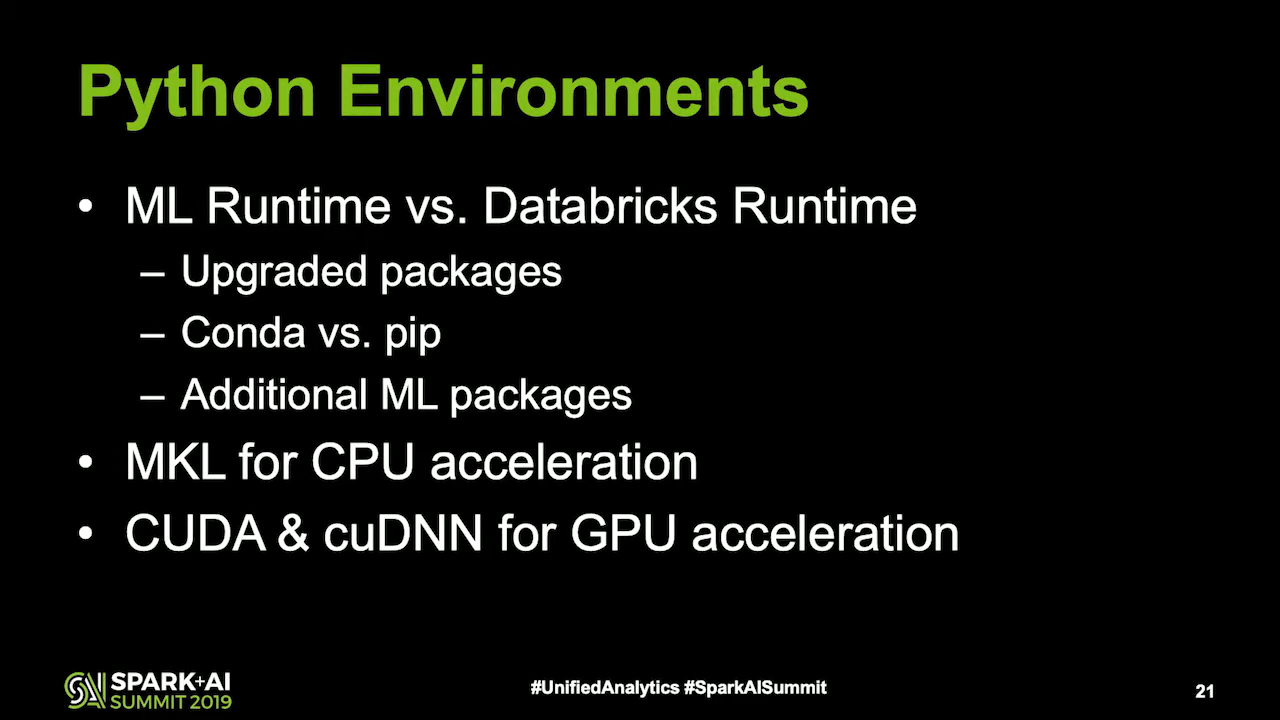 Python Environments
• ML Runtime vs. Databricks Runtime
– Upgraded packages
– Conda vs. pip
– Additional ML packages
• MKL for CPU acceleration
• CUDA & cuDNN for GPU acceleration
SPARK+AI
SUMMIT 2019
#UnifiedAnalytics #SparkAISummit
21